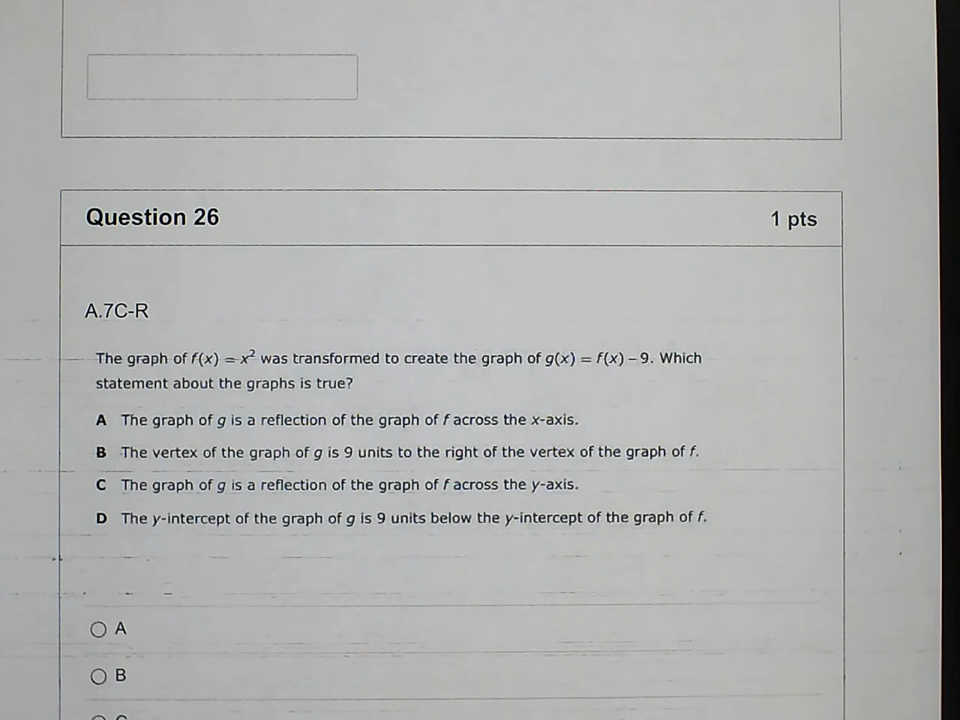 Question 26
1 pts
A.7C-R
The graph of f(x) = x² was transformed to create the graph of g(x) = f(x) – 9. Which
statement about the graphs is true?
A The graph of g is a reflection of the graph of f across the x-axis.
B The vertex of the graph of g is 9 units to the right of the vertex of the graph of f.
C The graph of g is a reflection of the graph of f across the y-axis.
D The y-intercept of the graph of g is 9 units below the y-intercept of the graph of f.
A
B